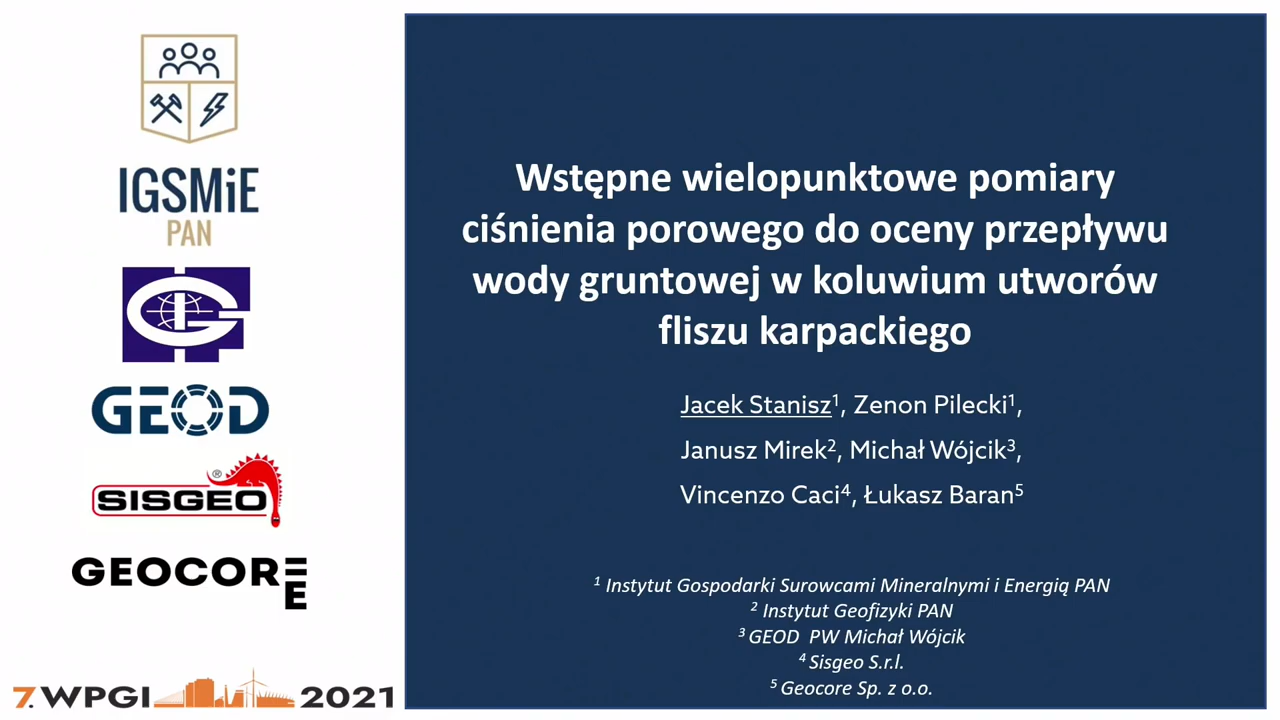 IGSMiE
PAN
GEOD
SISGEO®
GEOCORE
7.WPGI 2021
Wstępne wielopunktowe pomiary
ciśnienia porowego do oceny przepływu
wody gruntowej w koluwium utworów
fliszu karpackiego
Jacek Stanisz¹, Zenon Pilecki¹,
Janusz Mirek², Michał Wójcik³,
Vincenzo Caci⁴, Łukasz Baran⁵
¹ Instytut Gospodarki Surowcami Mineralnymi i Energią PAN
² Instytut Geofizyki PAN
³ GEOD PW Michał Wójcik
⁴ Sisgeo S.r.l.
⁵ Geocore Sp. z o.o.